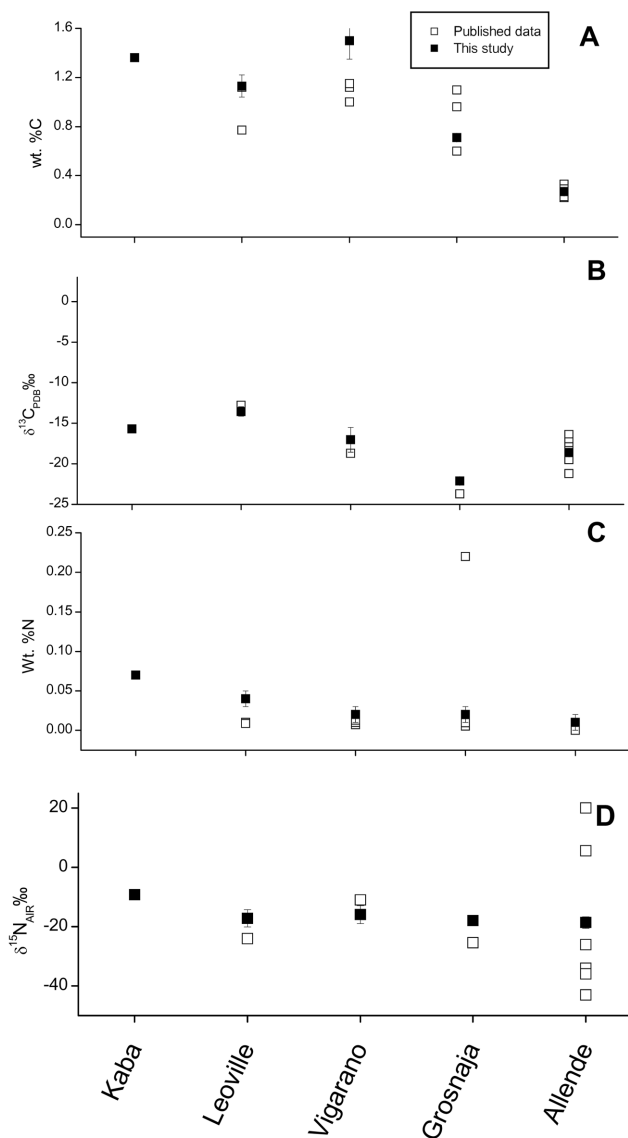 Published data
This study
A
1.6
1.2
0.8
0.4
0.0
wt. %C
B
0
-5
-10
-15
-20
-25
δ¹³C_PDB‰
C
0.25
0.20
0.15
0.10
0.05
0.00
Wt. %N
D
20
0
-20
-40
δ¹⁵N_AIR‰
Kaba
Leoville
Vigarano
Grosnaja
Allende